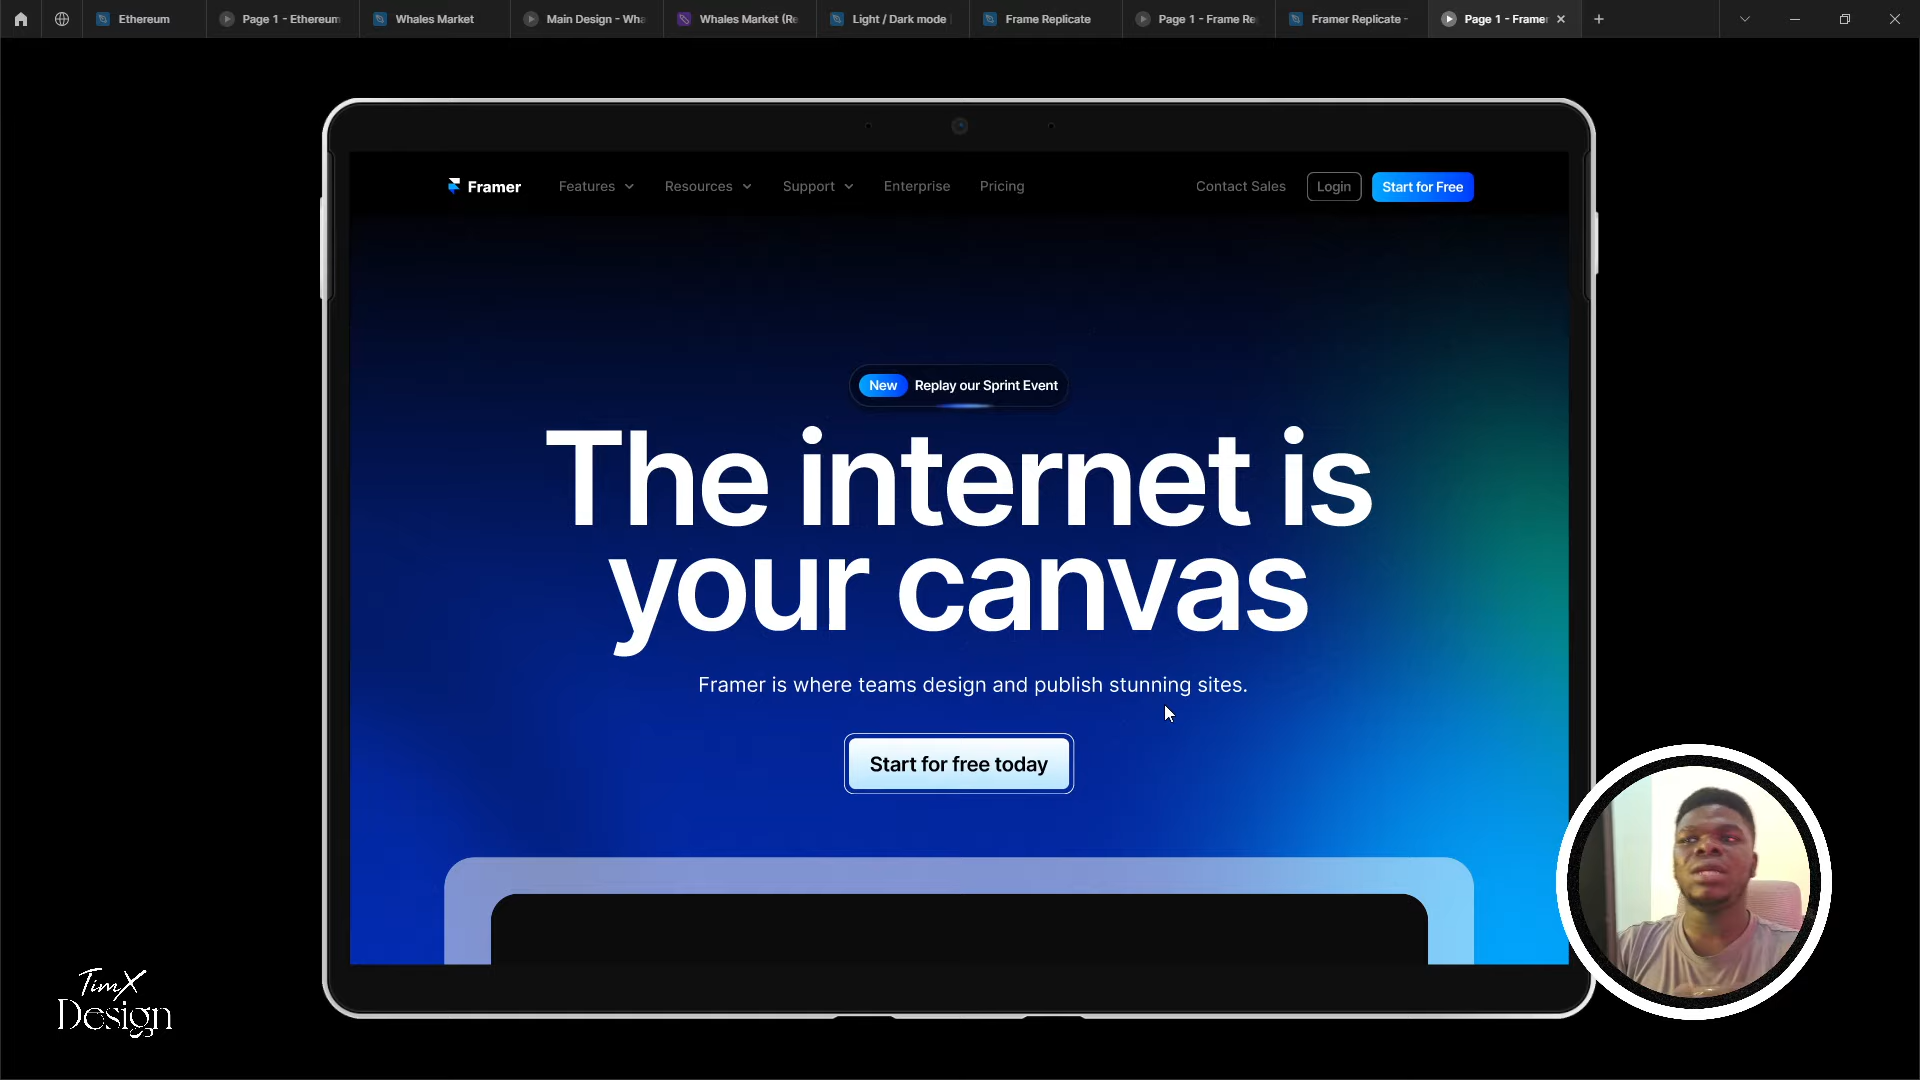 Ethereum
Page 1 - Ethereum
Whales Market
Main Design - Wha
Whales Market (Re
Light / Dark mode
Frame Replicate
Page 1 - Frame Re
Framer Replicate -
Page 1 - Framer
Framer
Features
Resources
Support
Enterprise
Pricing
Contact Sales
Login
Start for Free
New
Replay our Sprint Event
The internet is
your canvas
Framer is where teams design and publish stunning sites.
Start for free today
TimX
Design